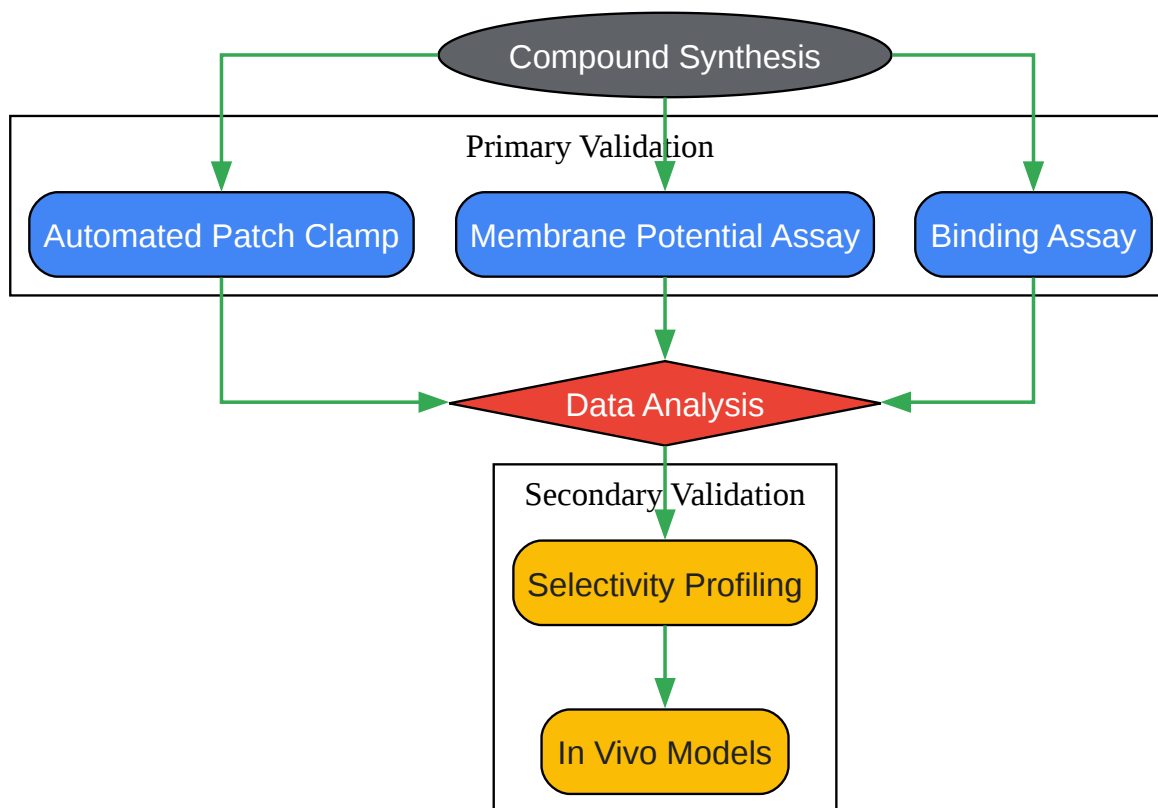 Compound Synthesis
Primary Validation
Automated Patch Clamp
Membrane Potential Assay
Binding Assay
Data Analysis
Secondary Validation
Selectivity Profiling
In Vivo Models